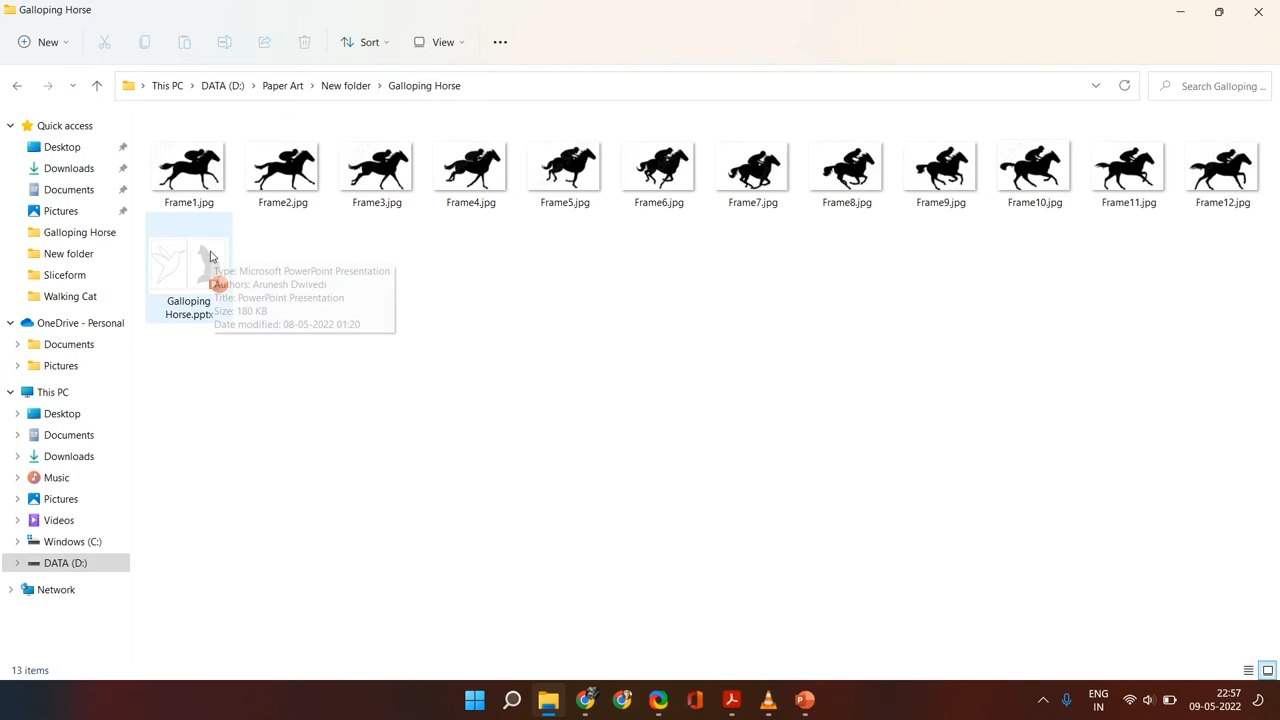 Galloping Horse
New
Sort
View
This PC
DATA (D:)
Paper Art
New folder
Galloping Horse
Search Galloping ...
Quick access
Desktop
Downloads
Documents
Pictures
Galloping Horse
New folder
Sliceform
Walking Cat
OneDrive - Personal
Documents
Pictures
This PC
Desktop
Documents
Downloads
Music
Pictures
Videos
Windows (C:)
DATA (D:)
Network
Frame1.jpg
Frame2.jpg
Frame3.jpg
Frame4.jpg
Frame5.jpg
Frame6.jpg
Frame7.jpg
Frame8.jpg
Frame9.jpg
Frame10.jpg
Frame11.jpg
Frame12.jpg
Galloping
Horse.pptx
Type: Microsoft PowerPoint Presentation
Authors: Arunesh Dwivedi
Title: PowerPoint Presentation
Size: 180 KB
Date modified: 08-05-2022 01:20
13 items
ENG
IN
22:57
09-05-2022